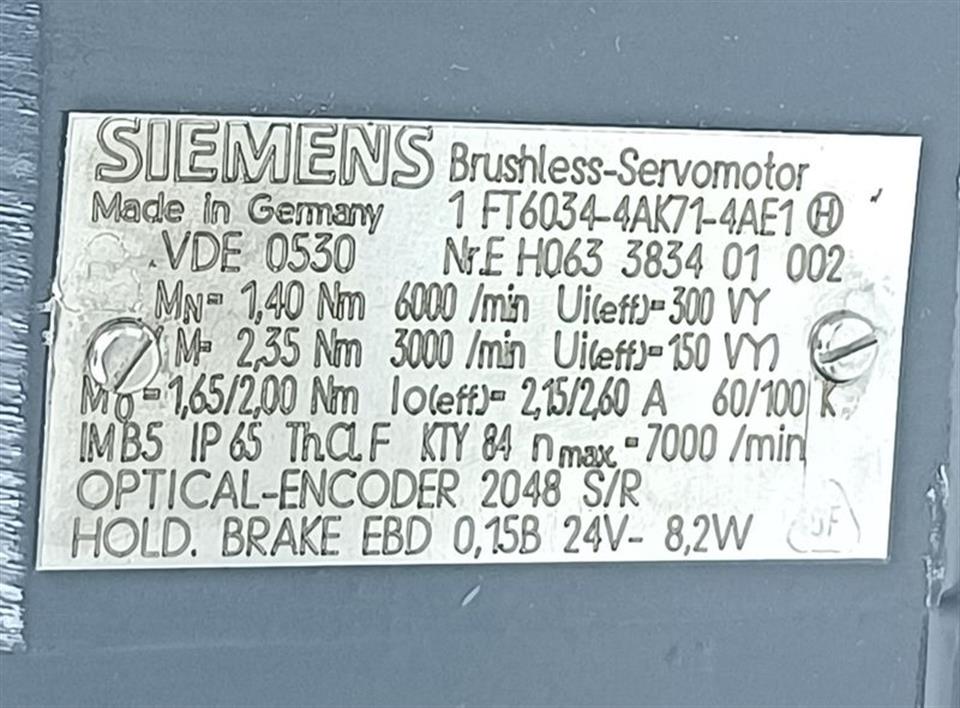 SIEMENS Brushless-Servomotor
Made in Germany 1 FT6034-4AK71-4AE1 Ⓗ
VDE 0530 Nr.E H063 3834 01 002
MN= 1,40 Nm 6000 /min Ui(eff)=300 VY
M= 2,35 Nm 3000 /min Ui(eff)=150 VY)
M0=1,65/2,00 Nm Io(eff)= 2,15/2,60 A 60/100 K
IMB5 IP 65 Th.Cl.F KTY 84 nmax=7000 /min
OPTICAL-ENCODER 2048 S/R
HOLD. BRAKE EBD 0,15B 24V- 8,2W